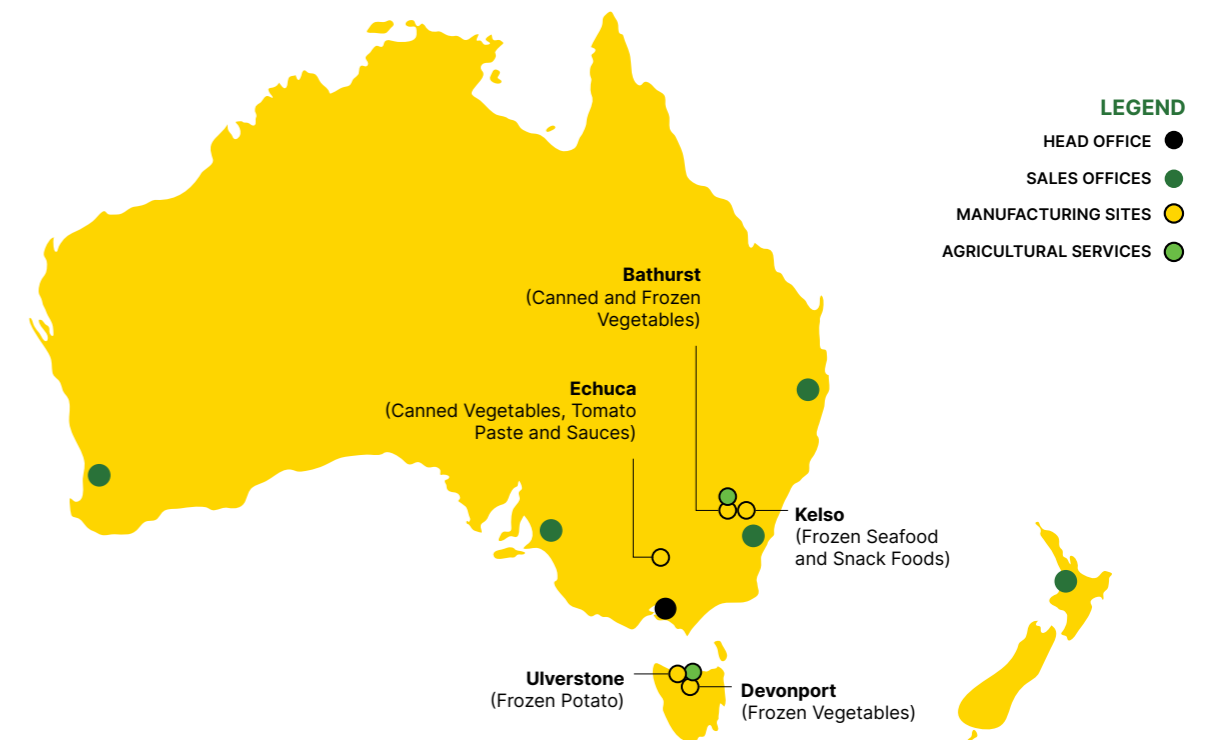 LEGEND
HEAD OFFICE
SALES OFFICES
MANUFACTURING SITES
AGRICULTURAL SERVICES
Bathurst
(Canned and Frozen
Vegetables)
Echuca
(Canned Vegetables, Tomato
Paste and Sauces)
Kelso
(Frozen Seafood
and Snack Foods)
Ulverstone
(Frozen Potato)
Devonport
(Frozen Vegetables)